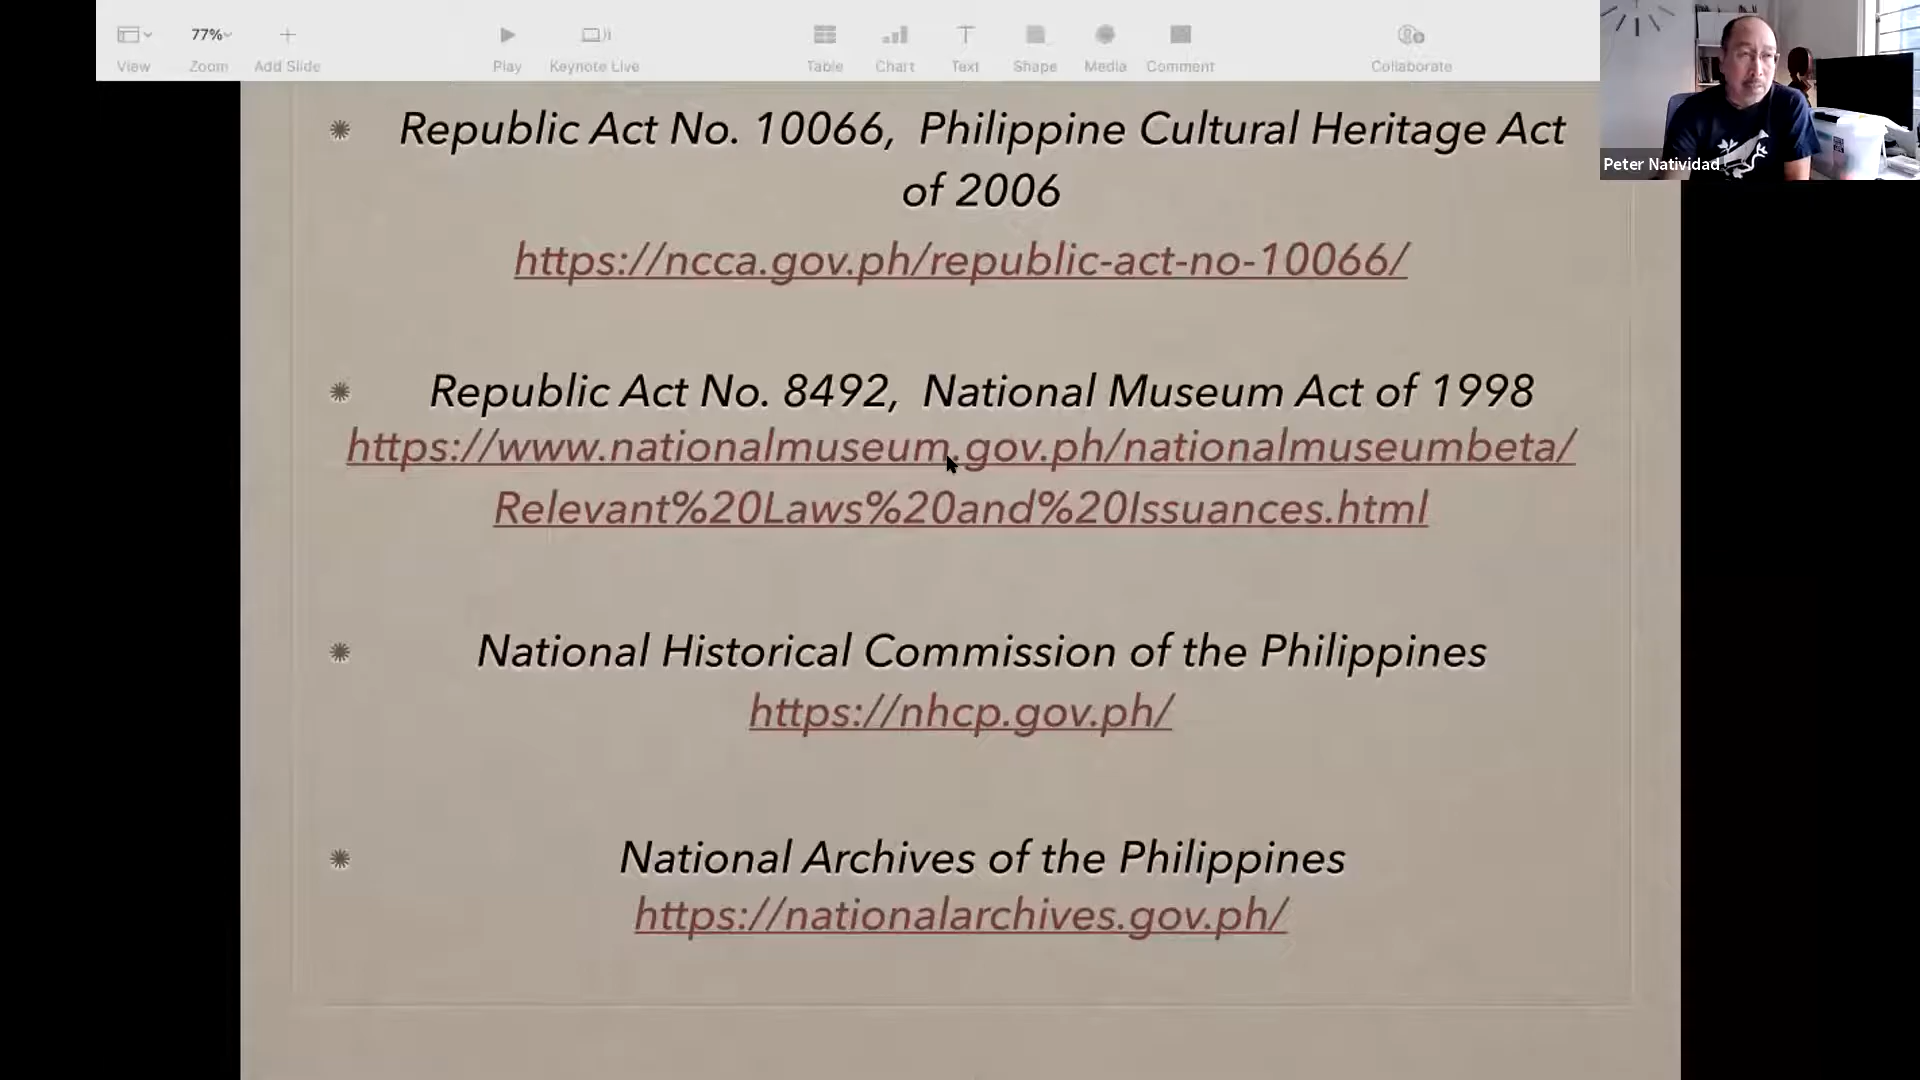 77%
View
Zoom
Add Slide
Play
Keynote Live
Table
Chart
Text
Shape
Media
Comment
Collaborate
Peter Natividad
Republic Act No. 10066, Philippine Cultural Heritage Act
of 2006
https://ncca.gov.ph/republic-act-no-10066/
Republic Act No. 8492, National Museum Act of 1998
https://www.nationalmuseum.gov.ph/nationalmuseumbeta/
Relevant%20Laws%20and%20Issuances.html
National Historical Commission of the Philippines
https://nhcp.gov.ph/
National Archives of the Philippines
https://nationalarchives.gov.ph/